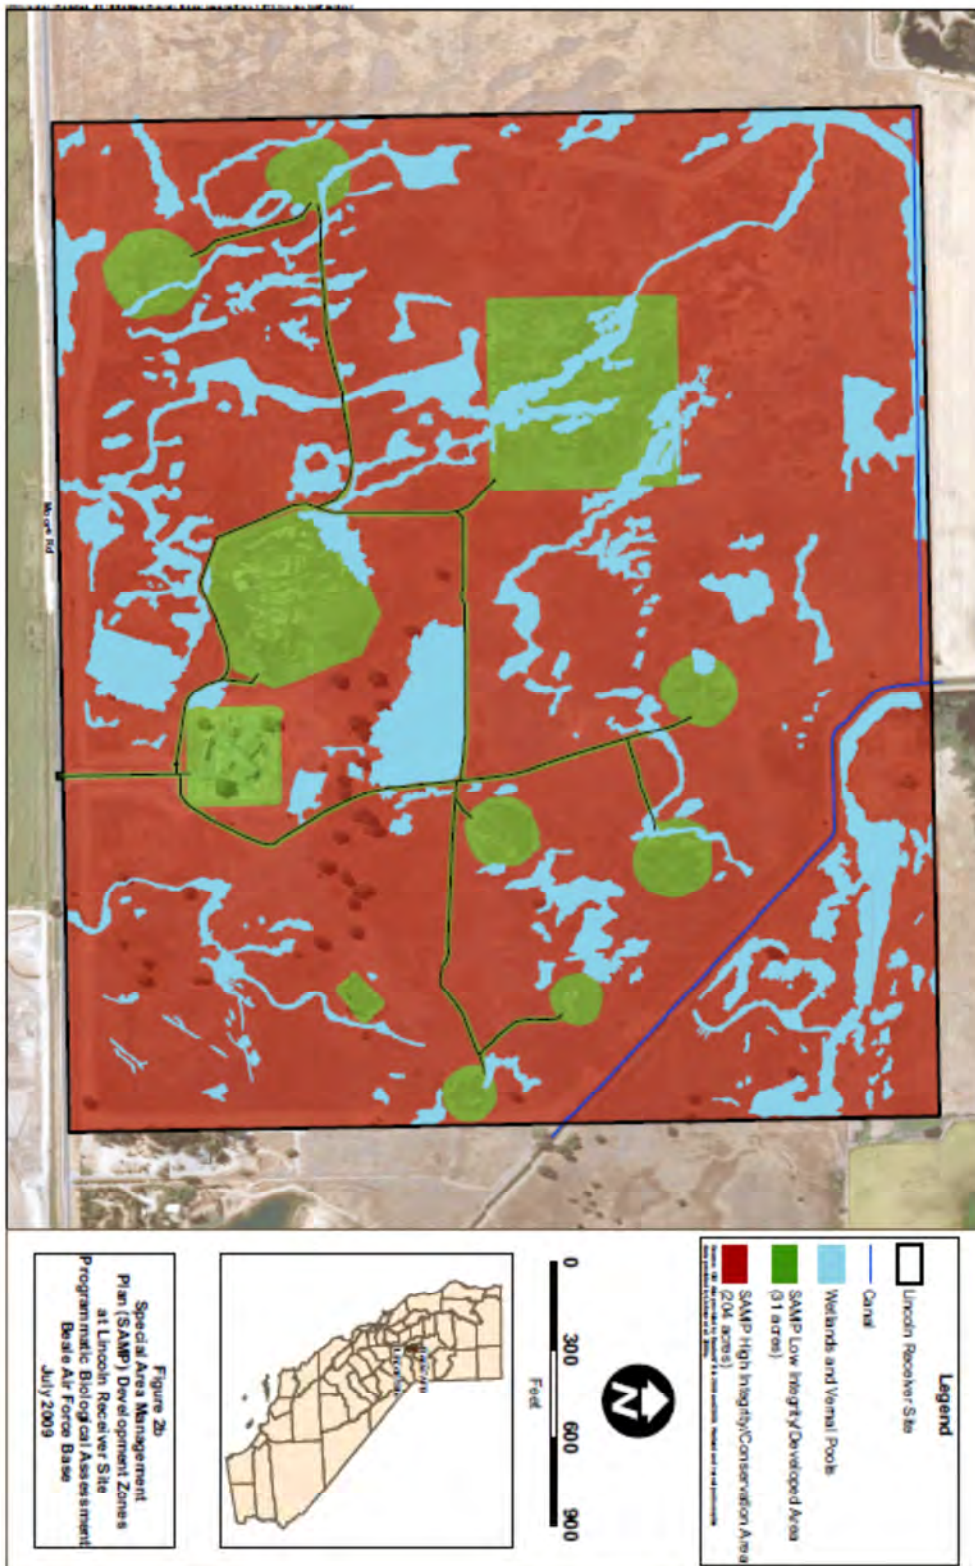 Moore Rd
Legend
Lincoln Receiver Site
Canal
Wetlands and Vernal Pools
SAMP Low Integrity/Developed Area
(31 acres)
SAMP High Integrity/Conservation Area
(204 acres)
N
0 300 600 900
Feet
Figure 2b
Special Area Management
Plan (SAMP) Development Zones
at Lincoln Receiver Site
Programmatic Biological Assessment
Beale Air Force Base
July 2009